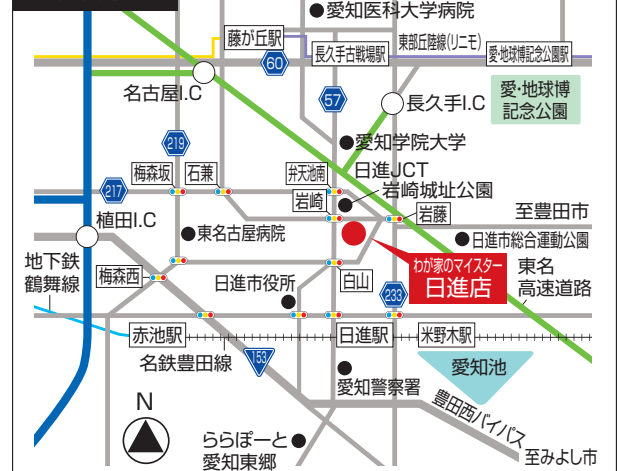 愛知医科大学病院
藤が丘駅
長久手古戦場駅
東部丘陵線(リニモ)
愛・地球博記念公園駅
60
名古屋I.C
57
長久手I.C
愛・地球博
記念公園
219
愛知学院大学
梅森坂
石兼
弁天池南
日進JCT
217
岩崎
岩崎城址公園
植田I.C
岩藤
至豊田市
東名古屋病院
日進市総合運動公園
地下鉄
鶴舞線
梅森西
日進市役所
白山
わが家のマイスター
日進店
東名
高速道路
233
赤池駅
日進駅
米野木駅
名鉄豊田線
153
愛知池
愛知警察署
N
豊田西バイパス
ららぽーと
愛知東郷
至みよし市